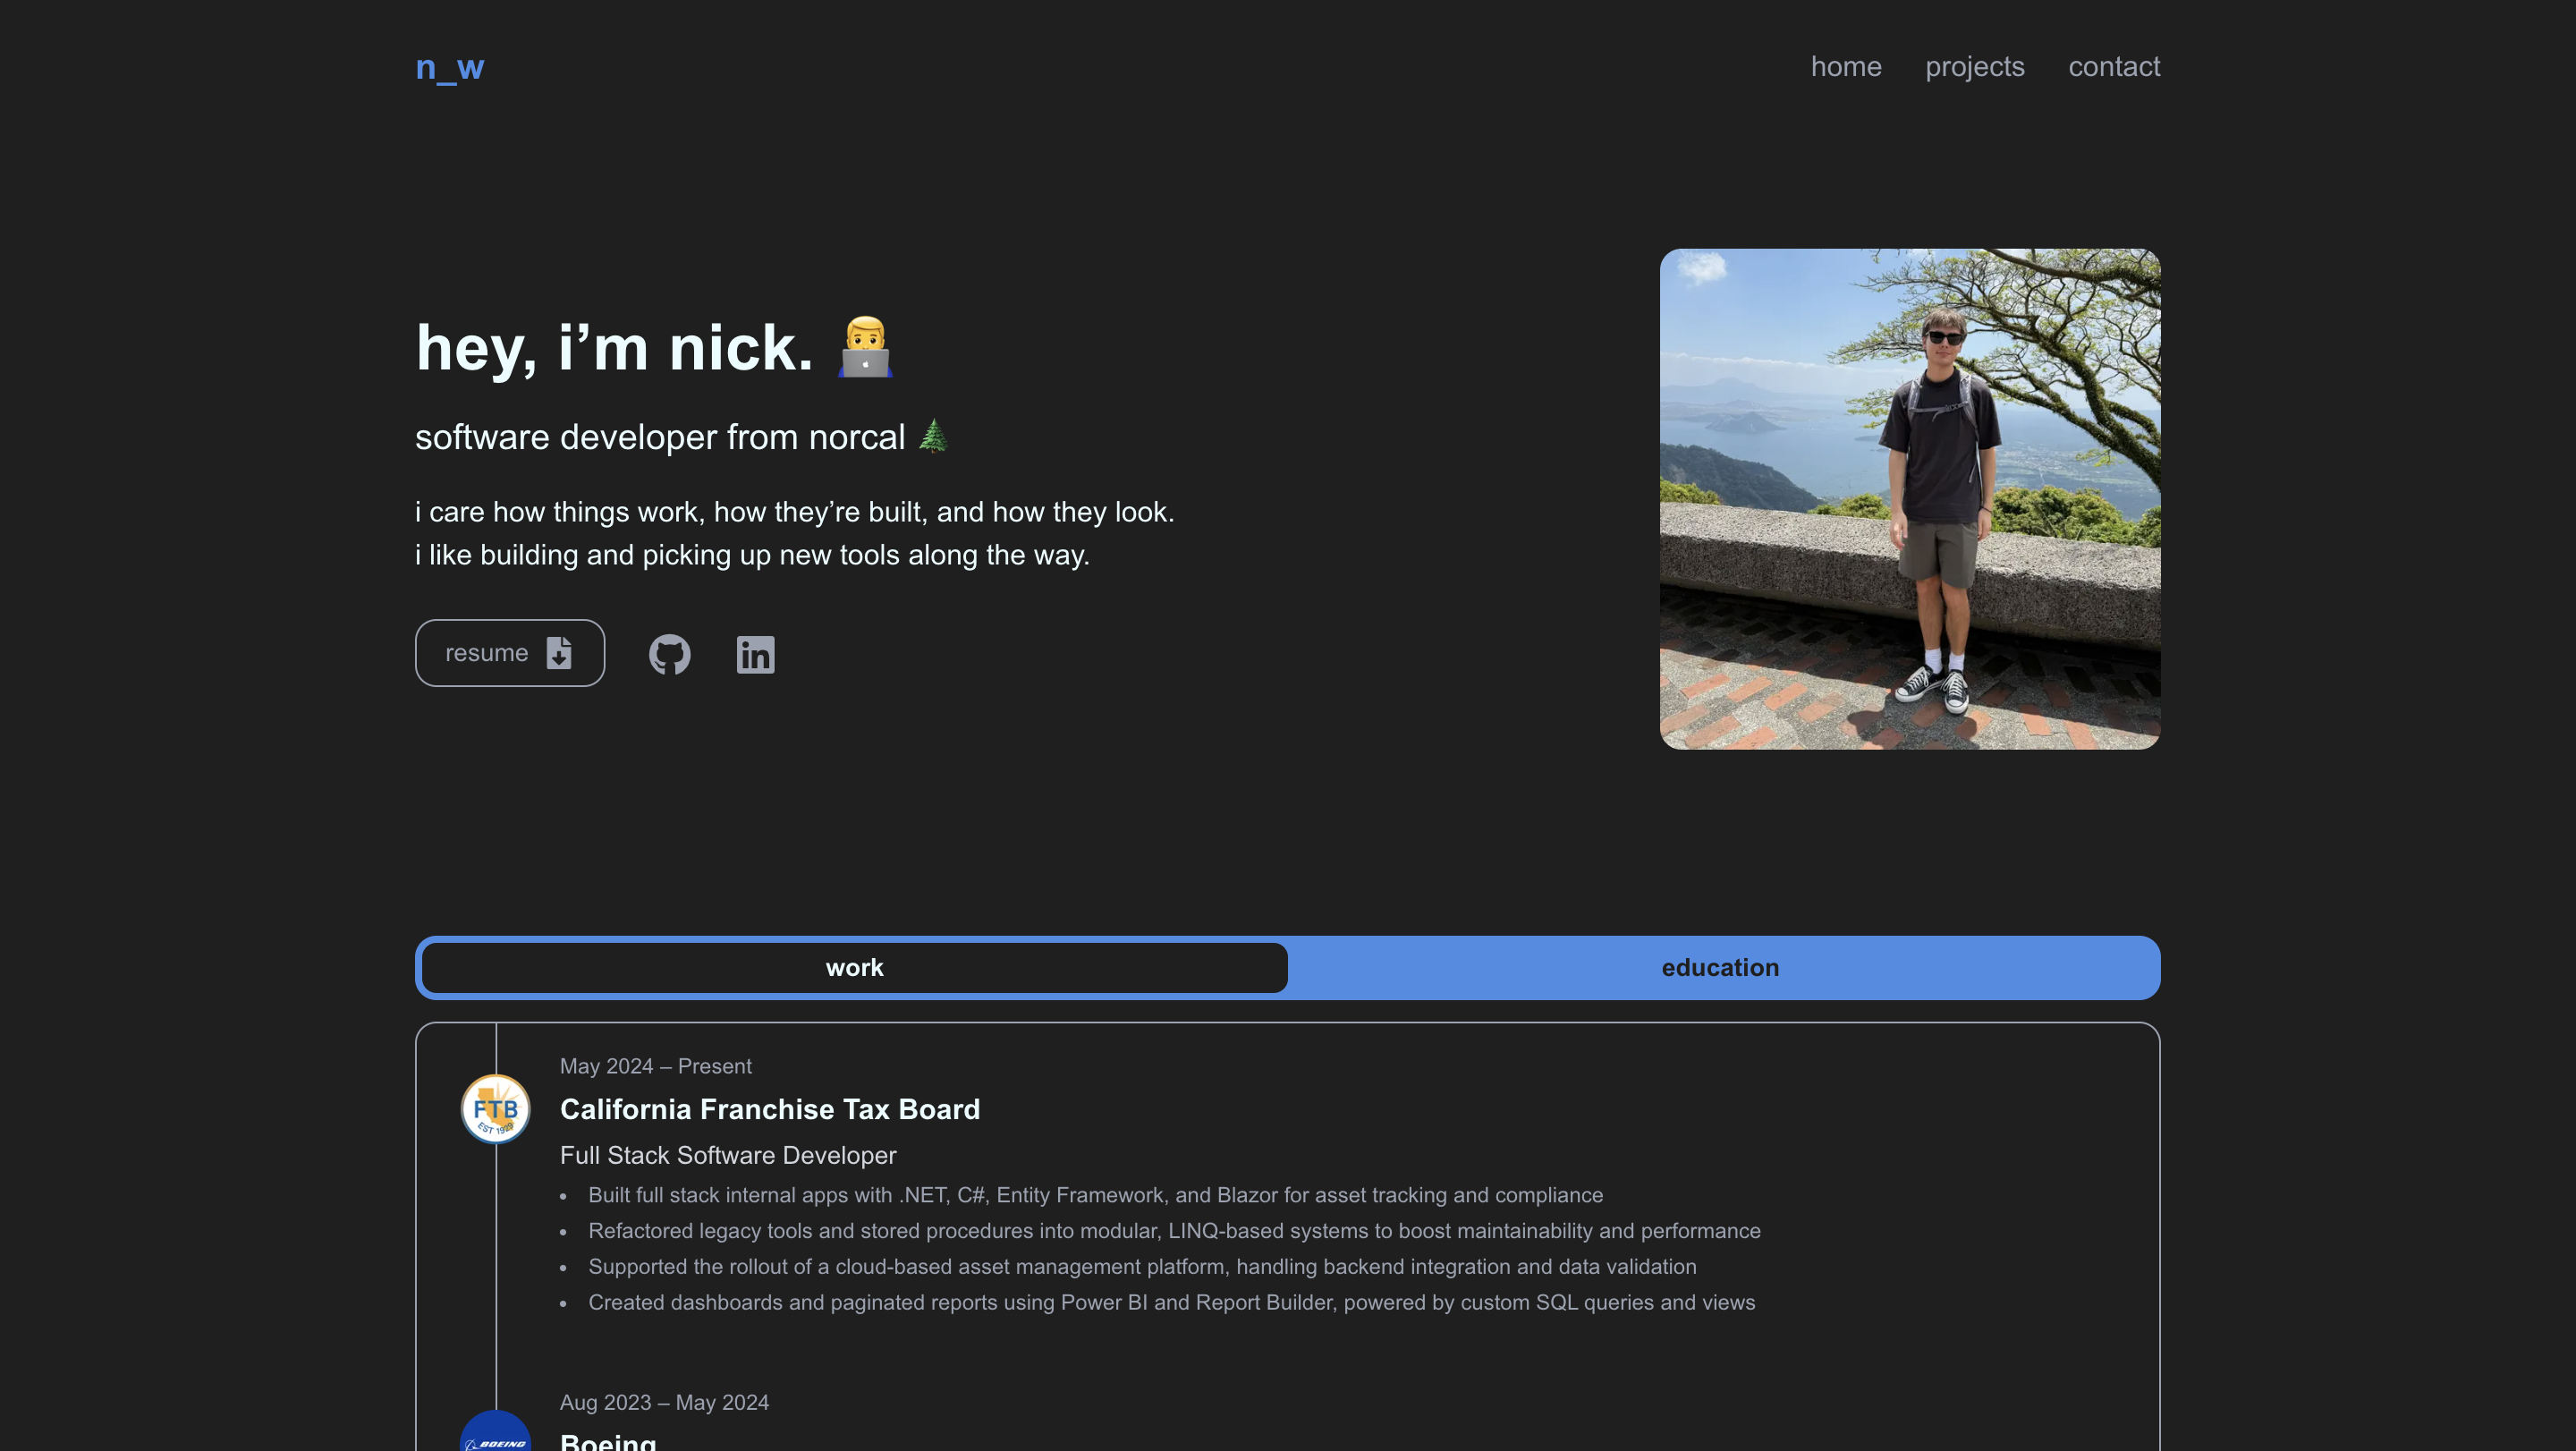 n_w
home projects contact
hey, i’m nick.
software developer from norcal
i care how things work, how they’re built, and how they look.
i like building and picking up new tools along the way.
resume
in
work education
May 2024 – Present
FTB
EST 1929
California Franchise Tax Board
Full Stack Software Developer
• Built full stack internal apps with .NET, C#, Entity Framework, and Blazor for asset tracking and compliance
• Refactored legacy tools and stored procedures into modular, LINQ-based systems to boost maintainability and performance
• Supported the rollout of a cloud-based asset management platform, handling backend integration and data validation
• Created dashboards and paginated reports using Power BI and Report Builder, powered by custom SQL queries and views
Aug 2023 – May 2024
BOEING
Boeing